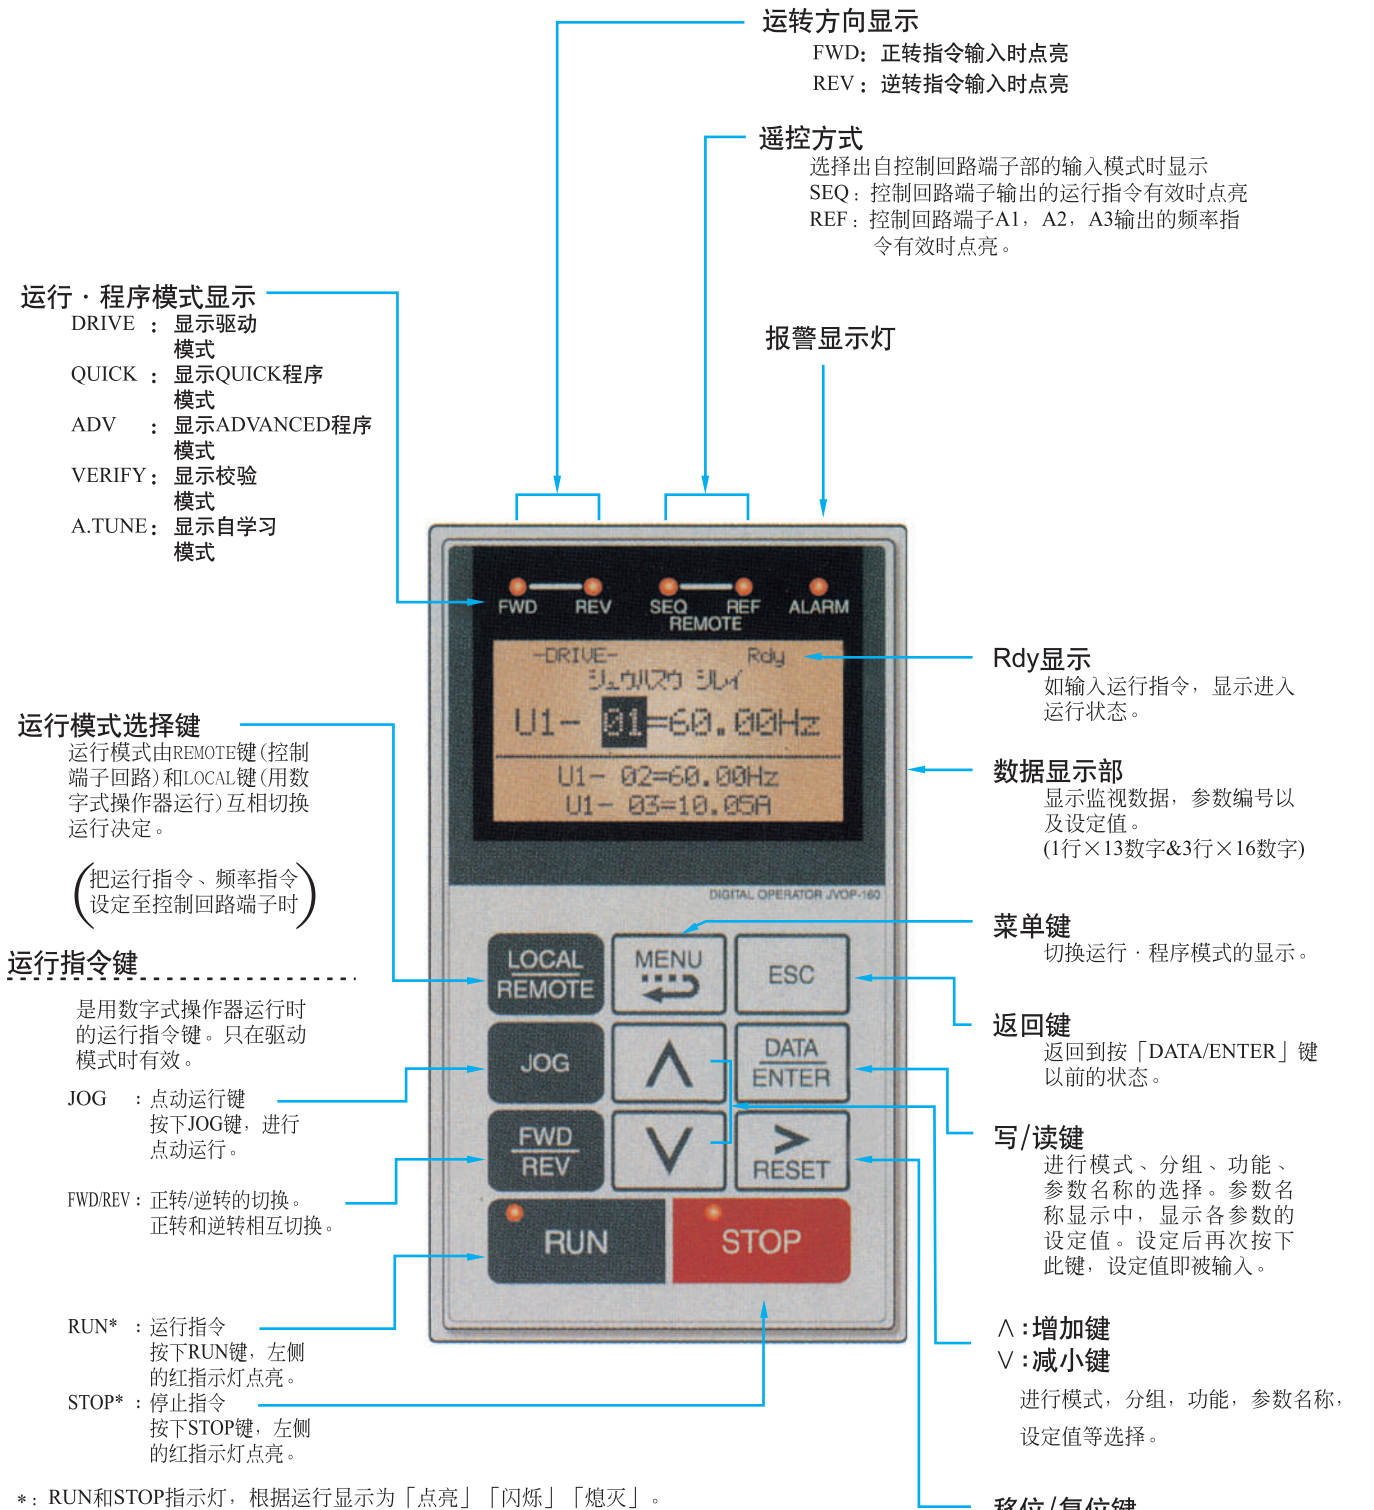 运转方向显示
FWD：正转指令输入时点亮
REV：逆转指令输入时点亮
遥控方式
选择出自控制回路端子部的输入模式时显示
SEQ：控制回路端子输出的运行指令有效时点亮
REF：控制回路端子A1，A2，A3输出的频率指
令有效时点亮。
运行·程序模式显示
DRIVE：显示驱动
模式
QUICK：显示QUICK程序
模式
ADV：显示ADVANCED程序
模式
VERIFY：显示校验
模式
A.TUNE：显示自学习
模式
报警显示灯
FWD REV SEQ REF ALARM
REMOTE
-DRIVE- Rdy
シュウハスウ シレイ
U1- 01=60.00Hz
U1- 02=60.00Hz
U1- 03=10.05A
DIGITAL OPERATOR JVOP-160
LOCAL
REMOTE
MENU
ESC
JOG
∧
DATA
ENTER
FWD
REV
∨
>
RESET
RUN
STOP
运行模式选择键
运行模式由REMOTE键(控制
端子回路)和LOCAL键(用数
字式操作器运行)互相切换
运行决定。
(把运行指令、频率指令
设定至控制回路端子时)
运行指令键
是用数字式操作器运行时
的运行指令键。只在驱动
模式时有效。
JOG：点动运行键
按下JOG键，进行
点动运行。
FWD/REV：正转/逆转的切换。
正转和逆转相互切换。
RUN*：运行指令
按下RUN键，左侧
的红指示灯点亮。
STOP*：停止指令
按下STOP键，左侧
的红指示灯点亮。
*：RUN和STOP指示灯，根据运行显示为「点亮」「闪烁」「熄灭」。
Rdy显示
如输入运行指令，显示进入
运行状态。
数据显示部
显示监视数据，参数编号以
及设定值。
(1行×13数字&3行×16数字)
菜单键
切换运行·程序模式的显示。
返回键
返回到按「DATA/ENTER」键
以前的状态。
写/读键
进行模式、分组、功能、
参数名称的选择。参数名
称显示中，显示各参数的
设定值。设定后再次按下
此键，设定值即被输入。
∧:增加键
∨:减小键
进行模式，分组，功能，参数名称，
设定值等选择。
移位/复位键